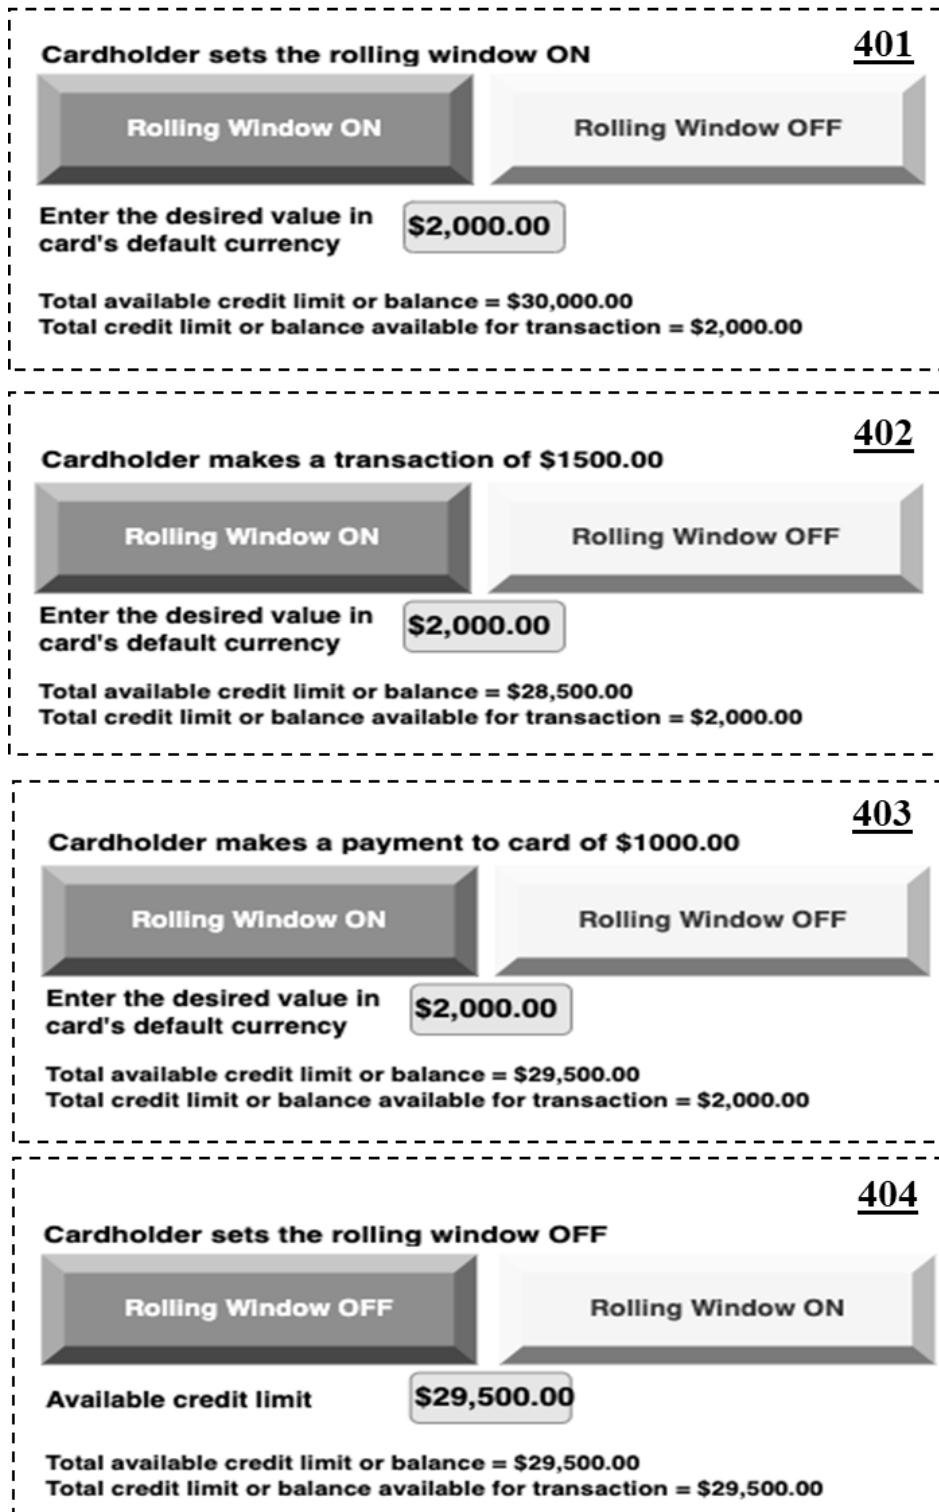 Cardholder sets the rolling window ON
401
Rolling Window ON
Rolling Window OFF
Enter the desired value in
card's default currency
$2,000.00
Total available credit limit or balance = $30,000.00
Total credit limit or balance available for transaction = $2,000.00
402
Cardholder makes a transaction of $1500.00
Rolling Window ON
Rolling Window OFF
Enter the desired value in
card's default currency
$2,000.00
Total available credit limit or balance = $28,500.00
Total credit limit or balance available for transaction = $2,000.00
403
Cardholder makes a payment to card of $1000.00
Rolling Window ON
Rolling Window OFF
Enter the desired value in
card's default currency
$2,000.00
Total available credit limit or balance = $29,500.00
Total credit limit or balance available for transaction = $2,000.00
404
Cardholder sets the rolling window OFF
Rolling Window OFF
Rolling Window ON
Available credit limit
$29,500.00
Total available credit limit or balance = $29,500.00
Total credit limit or balance available for transaction = $29,500.00